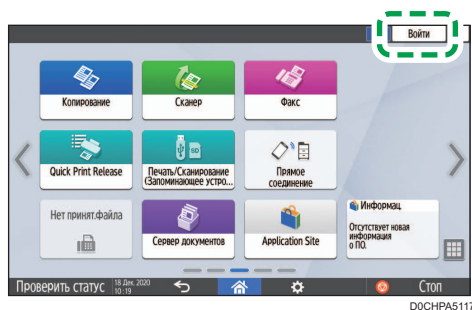 Войти
Копирование
Сканер
Факс
Quick Print Release
Печать/Сканирование
(Запоминающее устро...
Прямое
соединение
Нет принят.файла
Сервер документов
Application Site
Информац.
Отсутствует новая
информация
о ПО.
Проверить статус
18 Дек. 2020
10:19
Стоп
D0CHPA5117